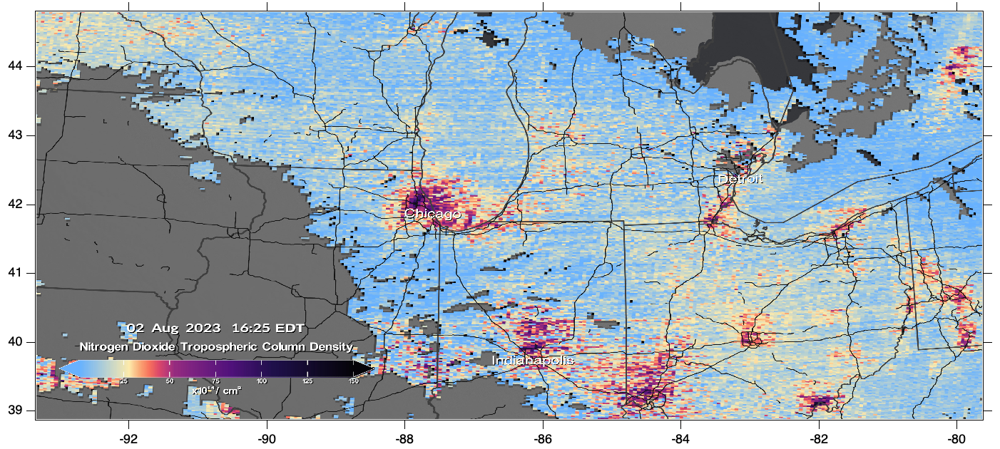 44
43
42
41
40
39
Detroit
Chicago
Indianapolis
02 Aug 2023 16:25 EDT
Nitrogen Dioxide Tropospheric Column Density
25 50 75 100 125 150
x10¹⁴ / cm²
-92 -90 -88 -86 -84 -82 -80